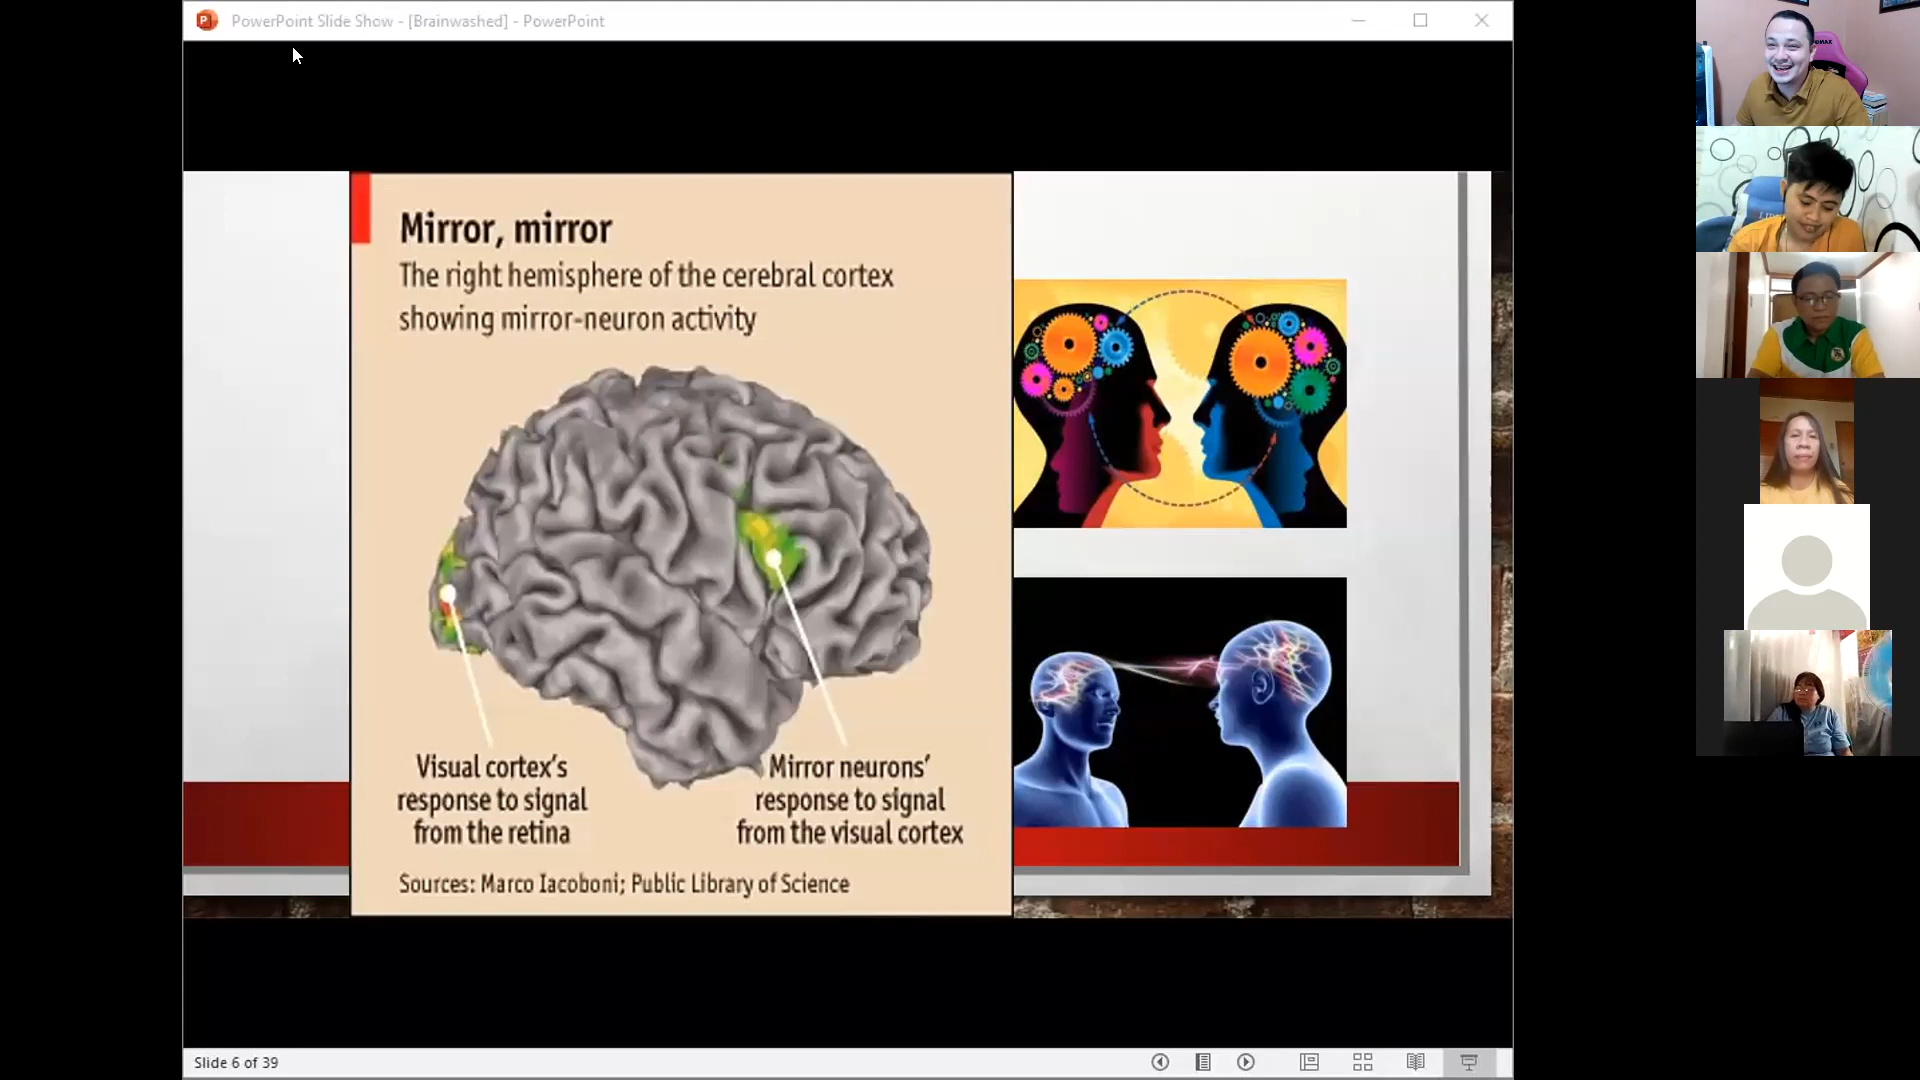 PowerPoint Slide Show - [Brainwashed] - PowerPoint
Mirror, mirror
The right hemisphere of the cerebral cortex
showing mirror-neuron activity
Visual cortex's
response to signal
from the retina
Mirror neurons'
response to signal
from the visual cortex
Sources: Marco Iacoboni; Public Library of Science
Slide 6 of 39